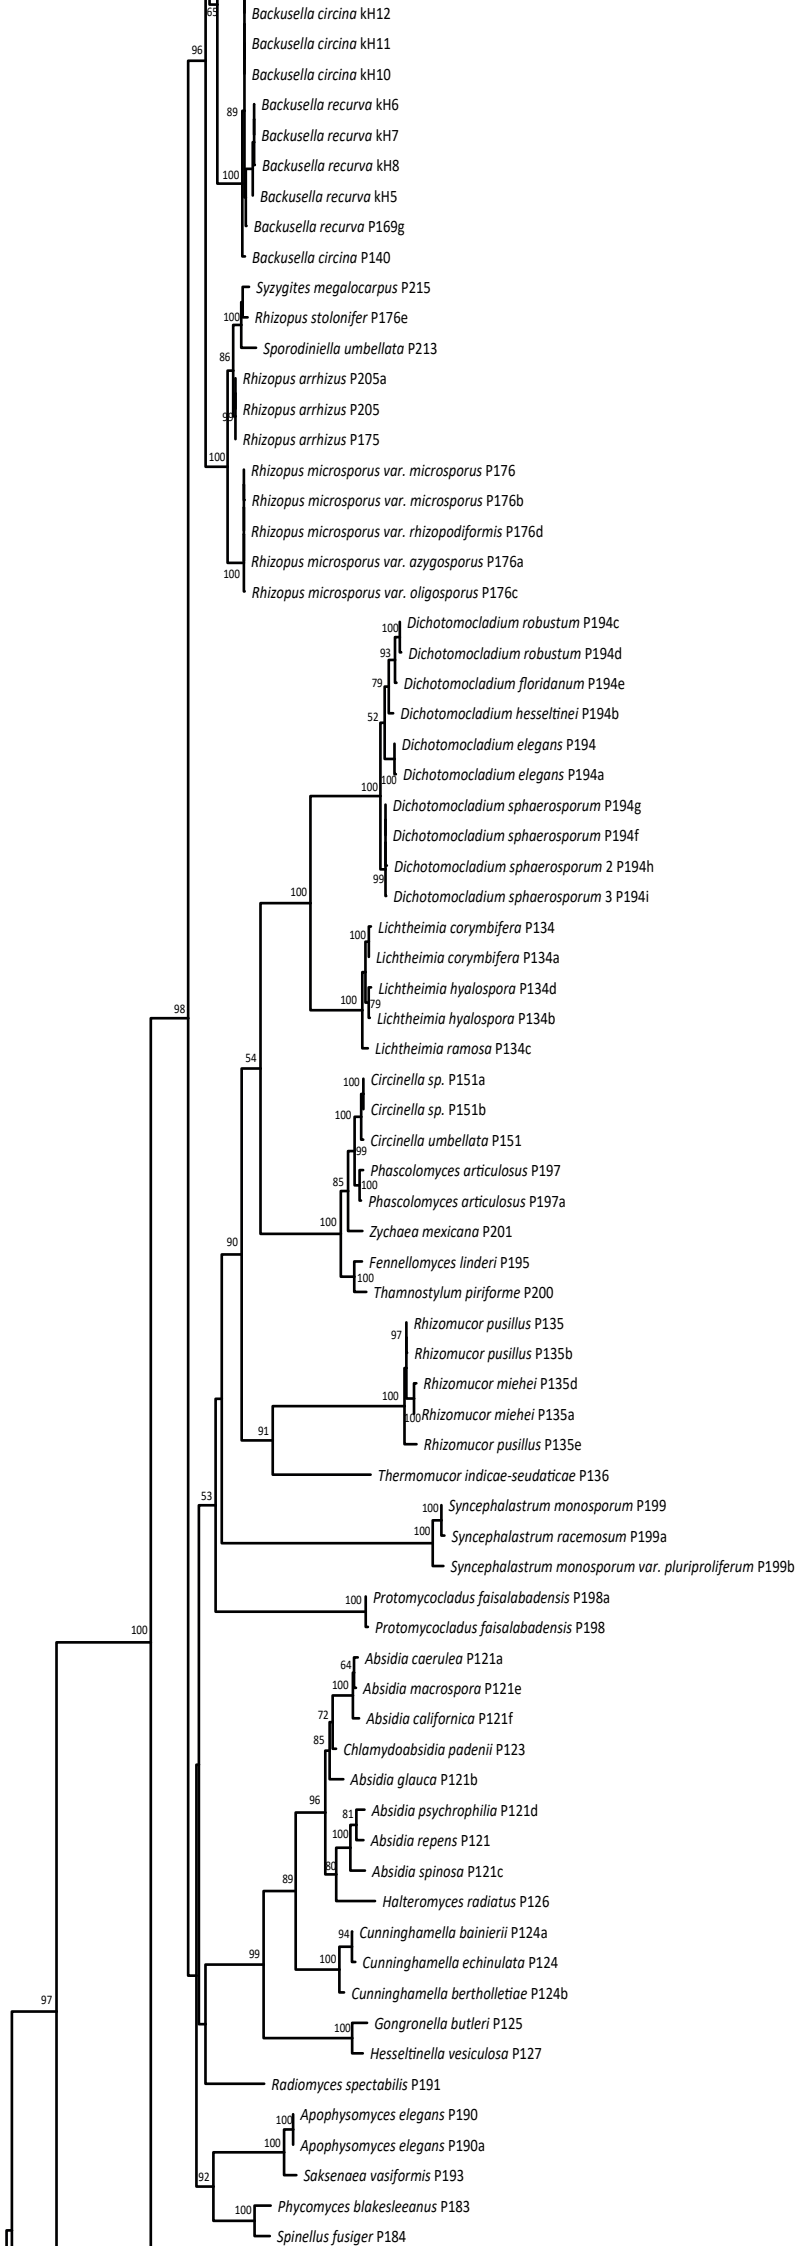 65
Backusella circina kH12
Backusella circina kH11
96
Backusella circina kH10
Backusella recurva kH6
89
Backusella recurva kH7
Backusella recurva kH8
100
Backusella recurva kH5
Backusella recurva P169g
Backusella circina P140
Syzygites megalocarpus P215
100
Rhizopus stolonifer P176e
Sporodiniella umbellata P213
86
Rhizopus arrhizus P205a
Rhizopus arrhizus P205
99
Rhizopus arrhizus P175
100
Rhizopus microsporus var. microsporus P176
Rhizopus microsporus var. microsporus P176b
Rhizopus microsporus var. rhizopodiformis P176d
Rhizopus microsporus var. azygosporus P176a
100
Rhizopus microsporus var. oligosporus P176c
Dichotomocladium robustum P194c
100
93
Dichotomocladium robustum P194d
79
Dichotomocladium floridanum P194e
52
Dichotomocladium hesseltinei P194b
Dichotomocladium elegans P194
Dichotomocladium elegans P194a
100
100
Dichotomocladium sphaerosporum P194g
Dichotomocladium sphaerosporum P194f
Dichotomocladium sphaerosporum 2 P194h
99
Dichotomocladium sphaerosporum 3 P194i
100
Lichtheimia corymbifera P134
100
Lichtheimia corymbifera P134a
Lichtheimia hyalospora P134d
100
79
Lichtheimia hyalospora P134b
98
Lichtheimia ramosa P134c
54
Circinella sp. P151a
100
Circinella sp. P151b
100
Circinella umbellata P151
99
Phascolomyces articulosus P197
85
100
Phascolomyces articulosus P197a
100
Zychaea mexicana P201
90
Fennellomyces linderi P195
100
Thamnostylum piriforme P200
Rhizomucor pusillus P135
97
Rhizomucor pusillus P135b
Rhizomucor miehei P135d
100
100
Rhizomucor miehei P135a
91
Rhizomucor pusillus P135e
Thermomucor indicae-seudaticae P136
53
100
Syncephalastrum monosporum P199
100
Syncephalastrum racemosum P199a
Syncephalastrum monosporum var. pluriproliferum P199b
100
Protomycocladus faisalabadensis P198a
Protomycocladus faisalabadensis P198
100
Absidia caerulea P121a
64
100
Absidia macrospora P121e
72
Absidia californica P121f
85
Chlamydoabsidia padenii P123
Absidia glauca P121b
96
Absidia psychrophilia P121d
81
100
Absidia repens P121
80
Absidia spinosa P121c
89
Halteromyces radiatus P126
94
Cunninghamella bainierii P124a
99
100
Cunninghamella echinulata P124
Cunninghamella bertholletiae P124b
97
Gongronella butleri P125
100
Hesseltinella vesiculosa P127
Radiomyces spectabilis P191
Apophysomyces elegans P190
100
100
Apophysomyces elegans P190a
Saksenaea vasiformis P193
92
Phycomyces blakesleeanus P183
100
Spinellus fusiger P184